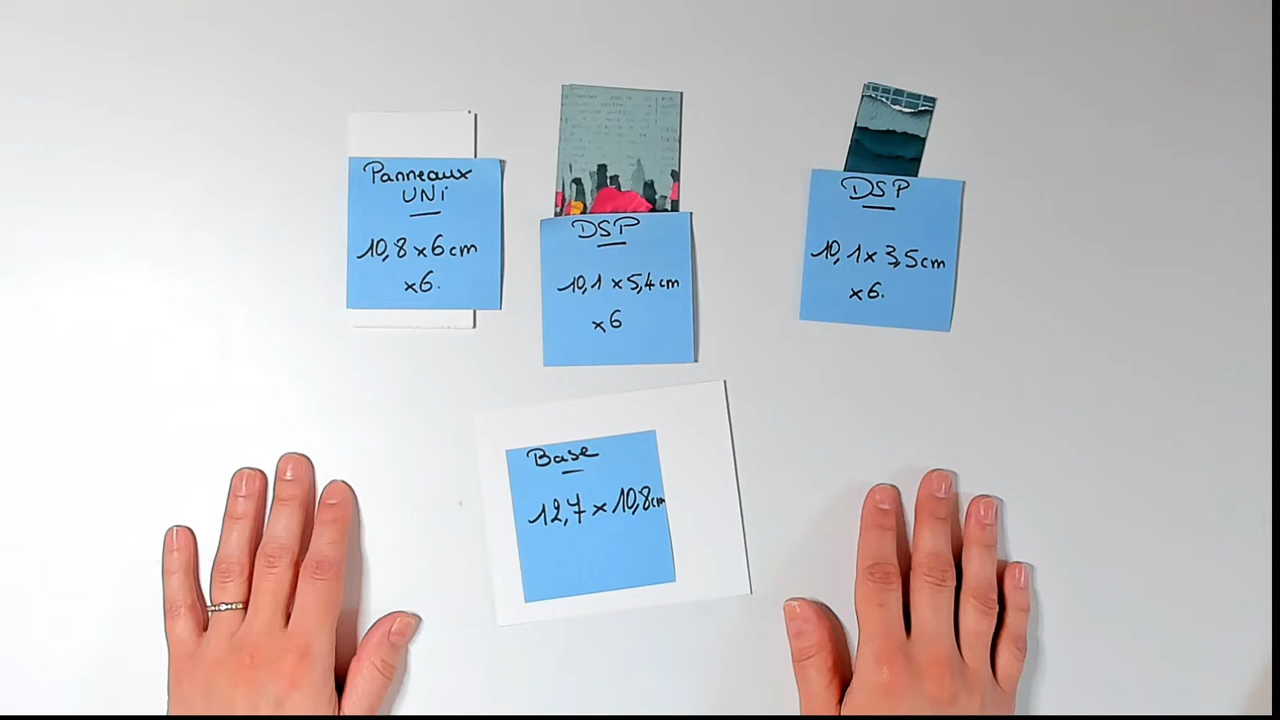 Panneaux
UNi
10,8 x 6 cm
x6.
DSP
10,1 x 5,4 cm
x6
DSP
10,1 x 3,5 cm
x6.
Base
12,7 x 10,8 cm